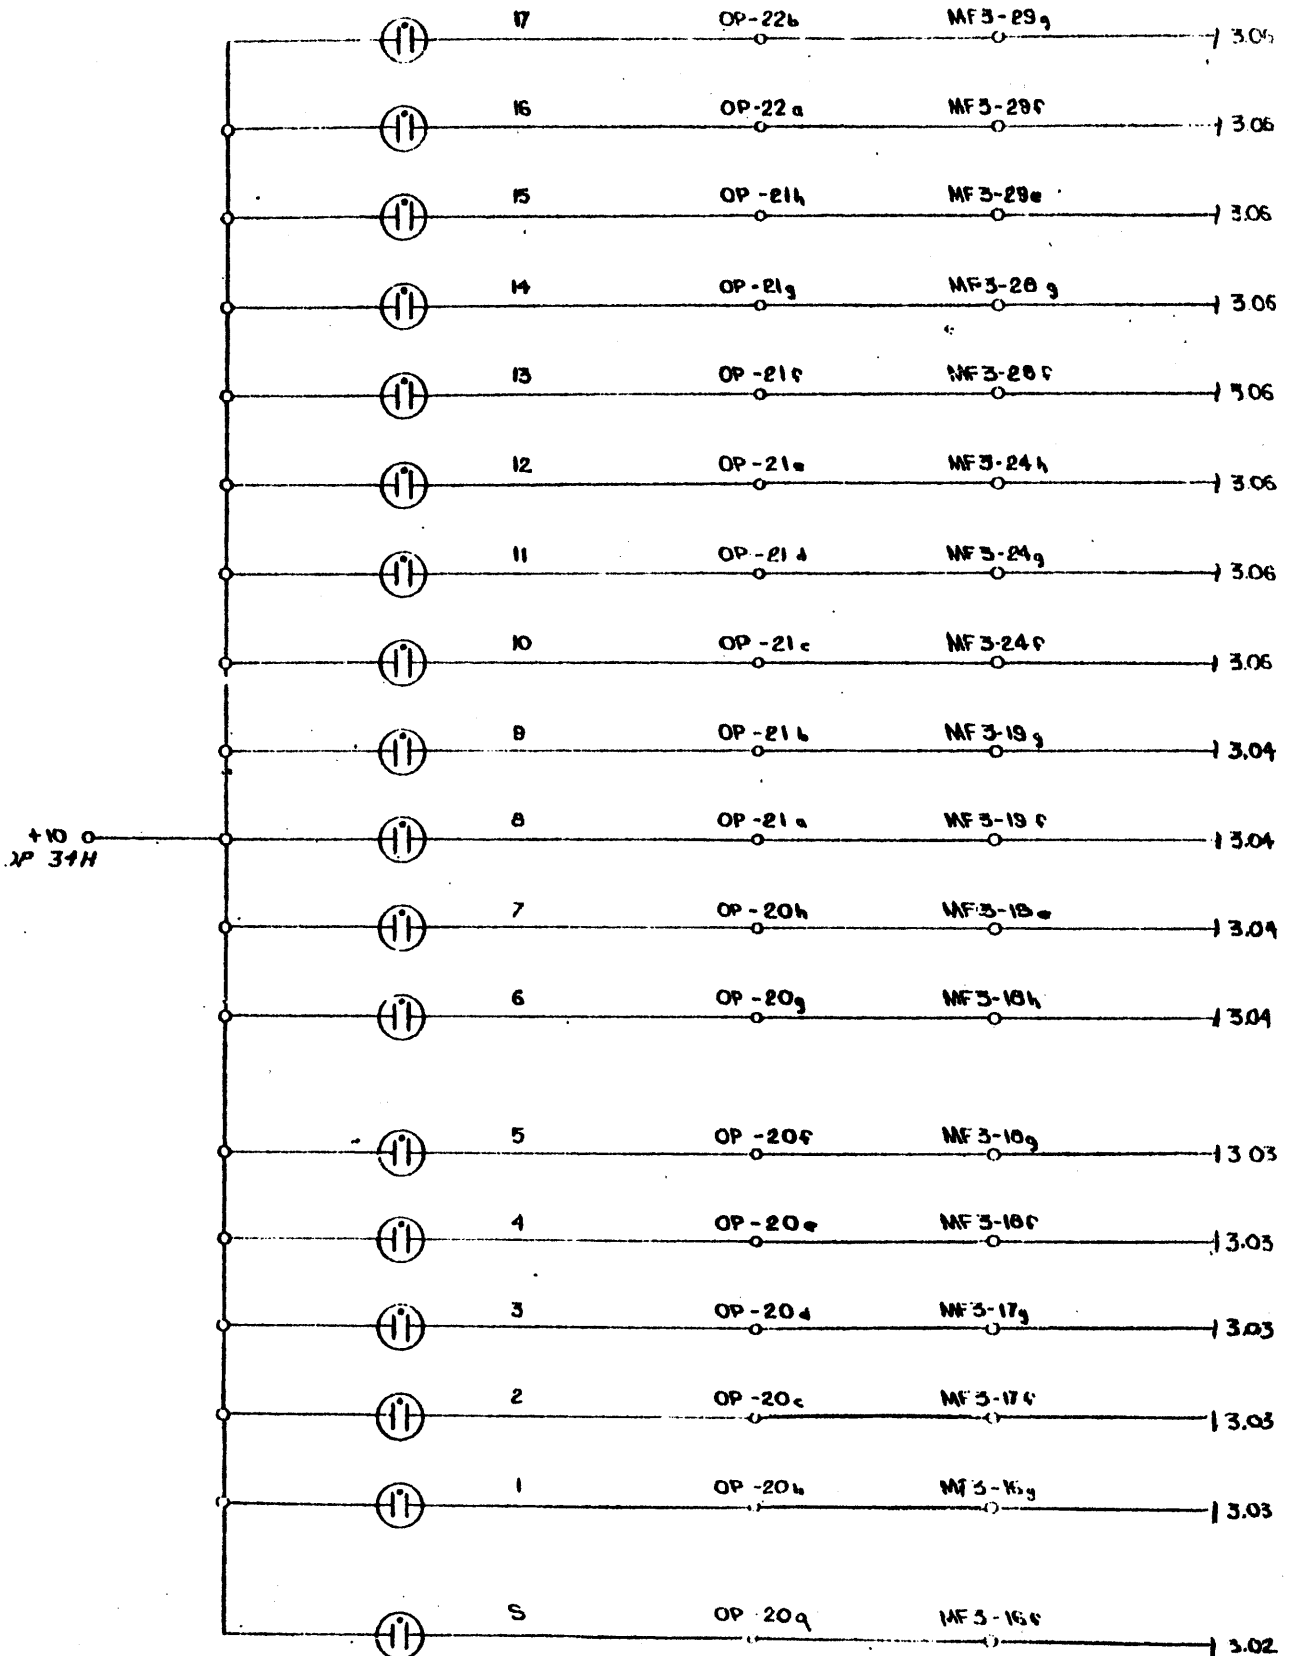 17 OP-22b MF3-29g 3.06
16 OP-22a MF3-29f 3.06
15 OP-21h MF3-29e 3.06
14 OP-21g MF3-28g 3.06
13 OP-21f MF3-28f 3.06
12 OP-21e MF3-24h 3.06
11 OP-21d MF3-24g 3.06
10 OP-21c MF3-24f 3.06
9 OP-21b MF3-19g 3.04
8 OP-21a MF3-19f 3.04
+10
OP 34H
7 OP-20h 3.04
6 OP-20g MF3-18h 3.04
5 OP-20f MF3-18g 3.03
4 OP-20e MF3-18f 3.03
3 OP-20d MF3-17g 3.03
2 OP-20c MF3-17f 3.03
1 OP-20b MF3-16g 3.03
S OP-20a MF3-16f 3.02